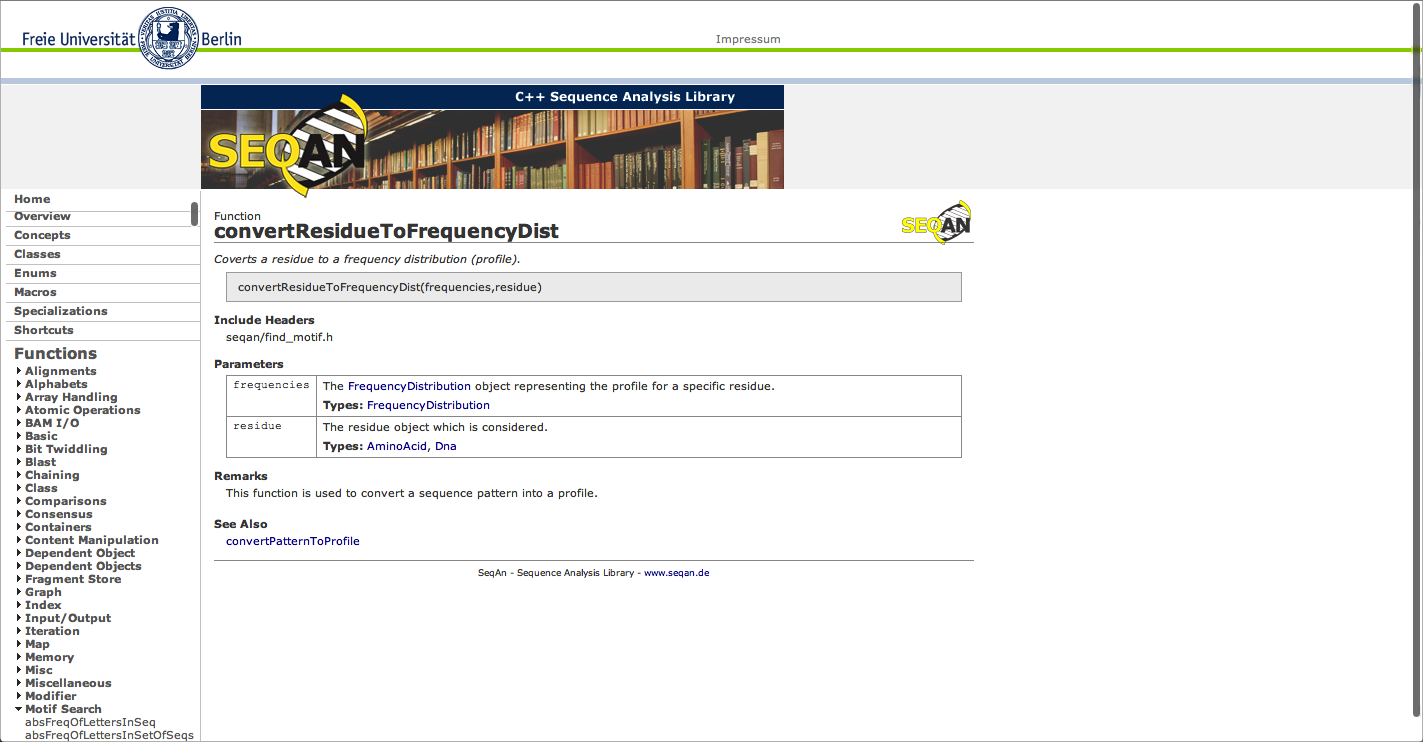 Freie Universität Berlin
Impressum
C++ Sequence Analysis Library
SEQAN
Home
Overview
Concepts
Classes
Enums
Macros
Specializations
Shortcuts
Functions
Alignments
Alphabets
Array Handling
Atomic Operations
BAM I/O
Basic
Bit Twiddling
Blast
Chaining
Class
Comparisons
Consensus
Containers
Content Manipulation
Dependent Object
Dependent Objects
Fragment Store
Graph
Index
Input/Output
Iteration
Map
Memory
Misc
Miscellaneous
Modifier
Motif Search
absFreqOfLettersInSeq
absFreqOfLettersInSetOfSeqs
Function
SEQAN
convertResidueToFrequencyDist
Coverts a residue to a frequency distribution (profile).
convertResidueToFrequencyDist(frequencies,residue)
Include Headers
seqan/find_motif.h
Parameters
frequencies The FrequencyDistribution object representing the profile for a specific residue.
Types: FrequencyDistribution
residue The residue object which is considered.
Types: AminoAcid, Dna
Remarks
This function is used to convert a sequence pattern into a profile.
See Also
convertPatternToProfile
SeqAn - Sequence Analysis Library - www.seqan.de